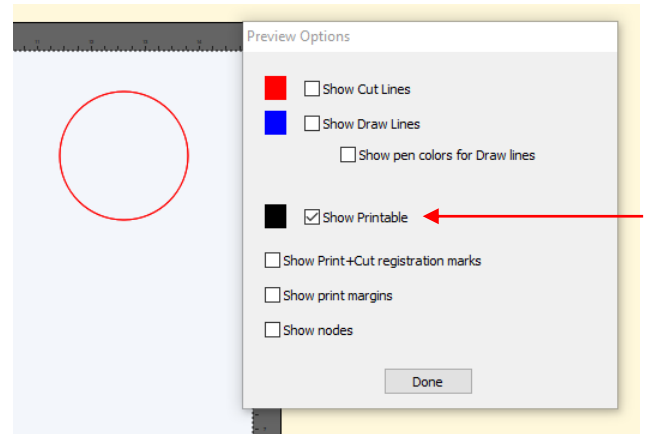 Preview Options
Show Cut Lines
Show Draw Lines
Show pen colors for Draw lines
Show Printable
Show Print+Cut registration marks
Show print margins
Show nodes
Done